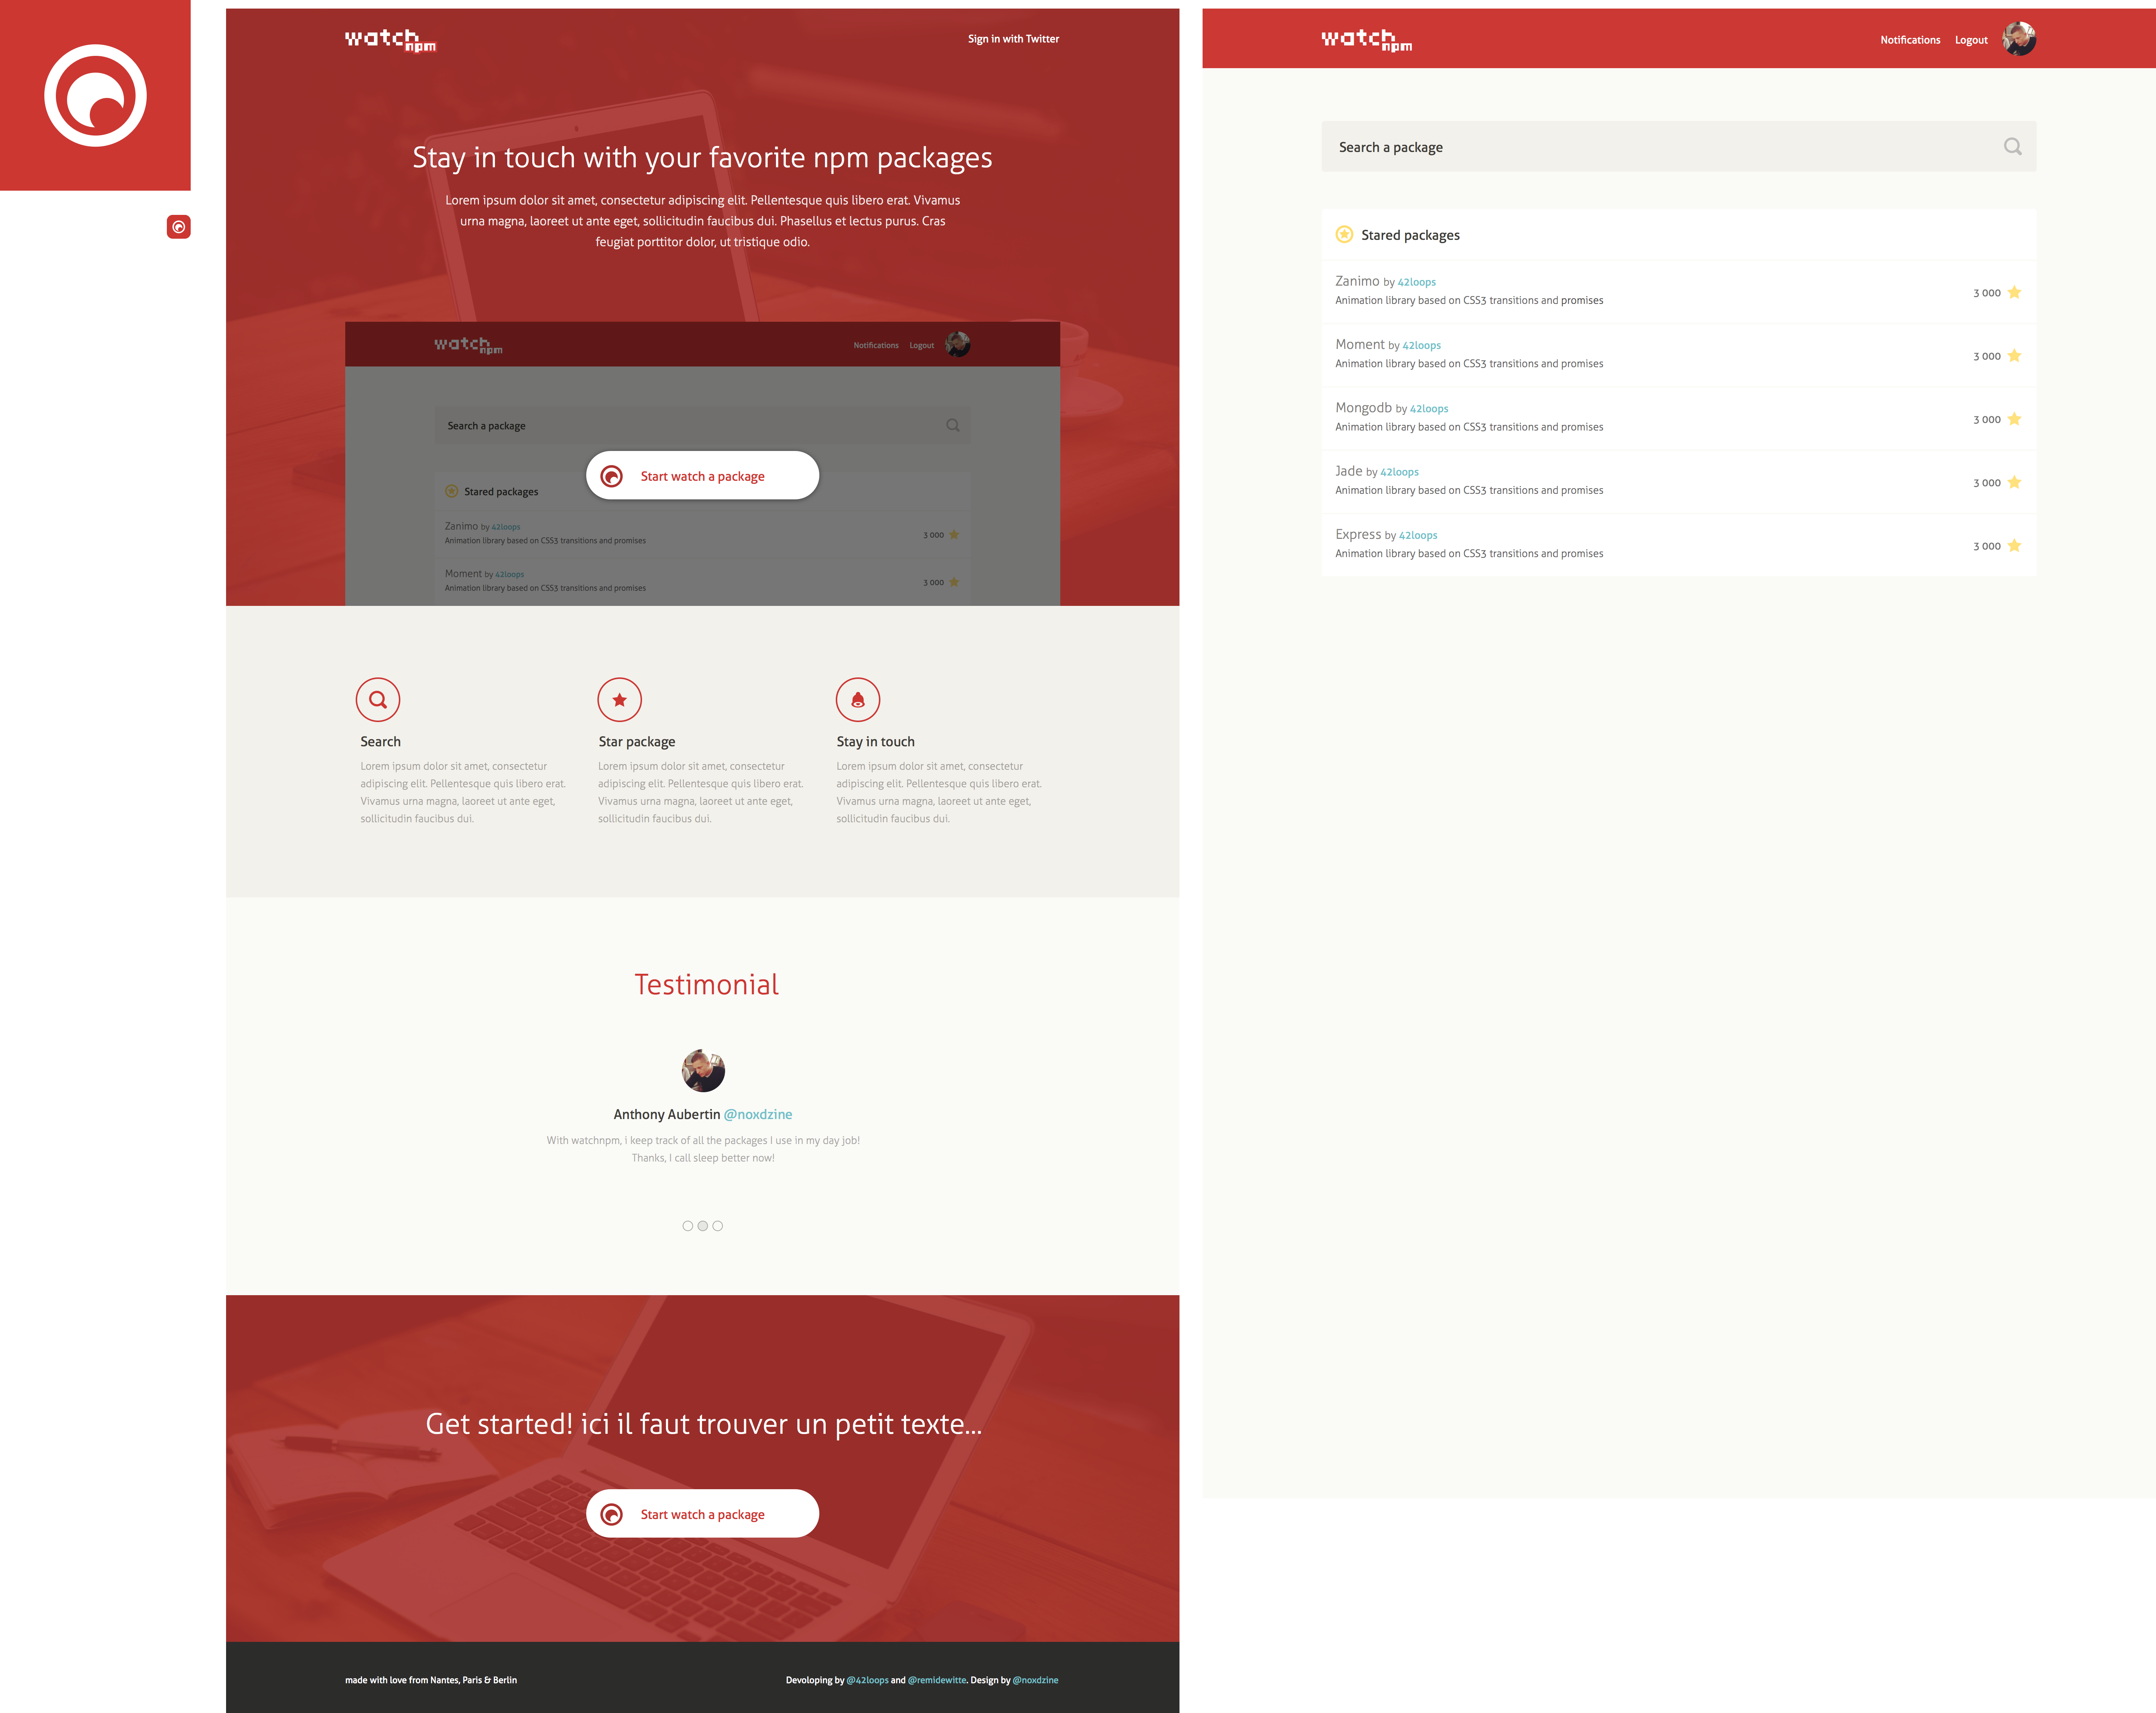 watch npm
Sign in with Twitter
Stay in touch with your favorite npm packages
Lorem ipsum dolor sit amet, consectetur adipiscing elit. Pellentesque quis libero erat. Vivamus
urna magna, laoreet ut ante eget, sollicitudin faucibus dui. Phasellus et lectus purus. Cras
feugiat porttitor dolor, ut tristique odio.
watch npm
Notifications Logout
Search a package
Start watch a package
Stared packages
Zanimo by 42loops
Animation library based on CSS3 transitions and promises
3 000
Moment by 42loops
Animation library based on CSS3 transitions and promises
3 000
Search
Lorem ipsum dolor sit amet, consectetur
adipiscing elit. Pellentesque quis libero erat.
Vivamus urna magna, laoreet ut ante eget,
sollicitudin faucibus dui.
Star package
Lorem ipsum dolor sit amet, consectetur
adipiscing elit. Pellentesque quis libero erat.
Vivamus urna magna, laoreet ut ante eget,
sollicitudin faucibus dui.
Stay in touch
Lorem ipsum dolor sit amet, consectetur
adipiscing elit. Pellentesque quis libero erat.
Vivamus urna magna, laoreet ut ante eget,
sollicitudin faucibus dui.
Testimonial
Anthony Aubertin @noxdzine
With watchnpm, i keep track of all the packages I use in my day job!
Thanks, I call sleep better now!
Get started! ici il faut trouver un petit texte...
Start watch a package
made with love from Nantes, Paris & Berlin
Devoloping by @42loops and @remidewitte. Design by @noxdzine
watch npm
Notifications Logout
Search a package
Stared packages
Zanimo by 42loops
Animation library based on CSS3 transitions and promises
3 000
Moment by 42loops
Animation library based on CSS3 transitions and promises
3 000
Mongodb by 42loops
Animation library based on CSS3 transitions and promises
3 000
Jade by 42loops
Animation library based on CSS3 transitions and promises
3 000
Express by 42loops
Animation library based on CSS3 transitions and promises
3 000